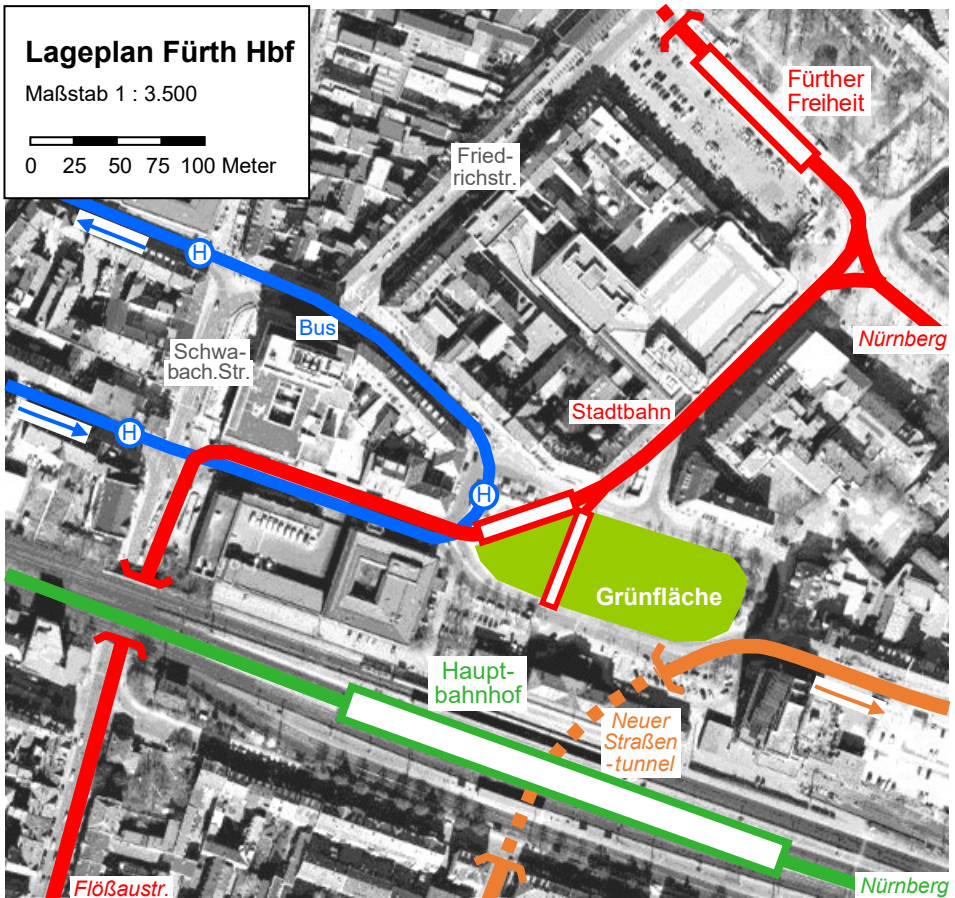 Lageplan Fürth Hbf
Maßstab 1 : 3.500
0 25 50 75 100 Meter
Fürther
Freiheit
Fried-
richstr.
H
Bus
Nürnberg
Schwa-
bach.Str.
Stadtbahn
H
H
Grünfläche
Haupt-
bahnhof
Neuer
Straßen
-tunnel
Flößaustr.
Nürnberg